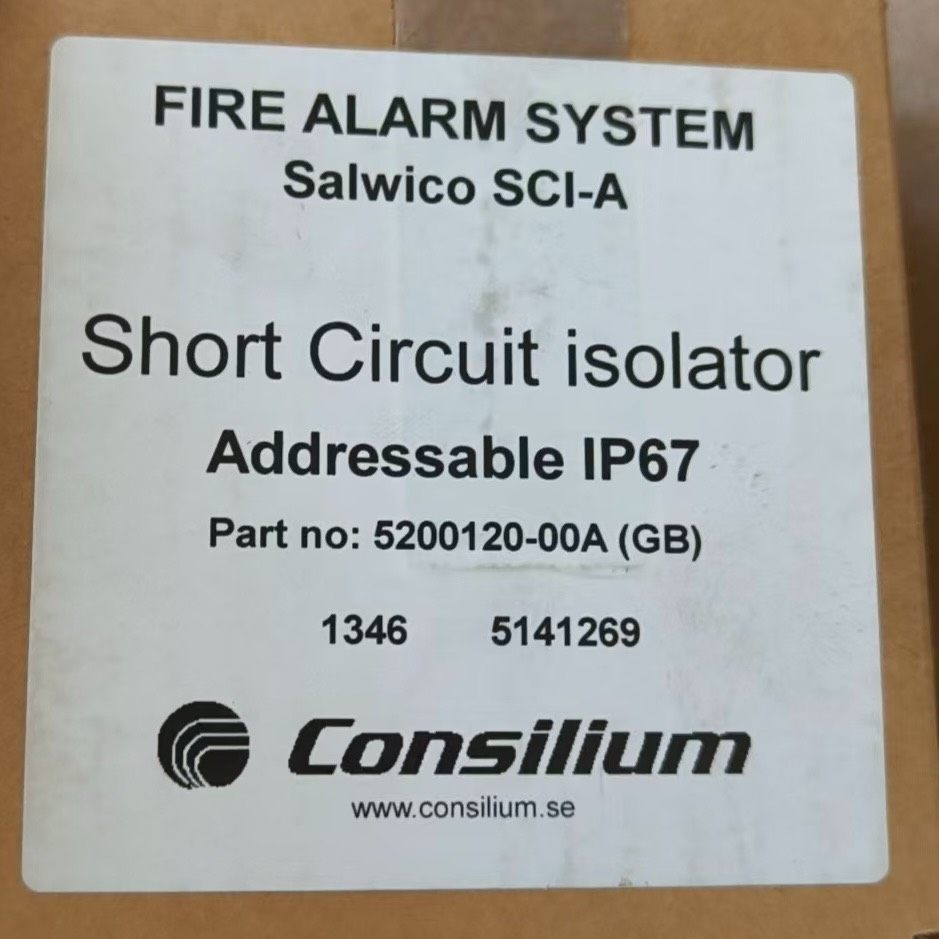 FIRE ALARM SYSTEM
Salwico SCI-A
Short Circuit isolator
Addressable IP67
Part no: 5200120-00A (GB)
1346 5141269
Consilium
www.consilium.se